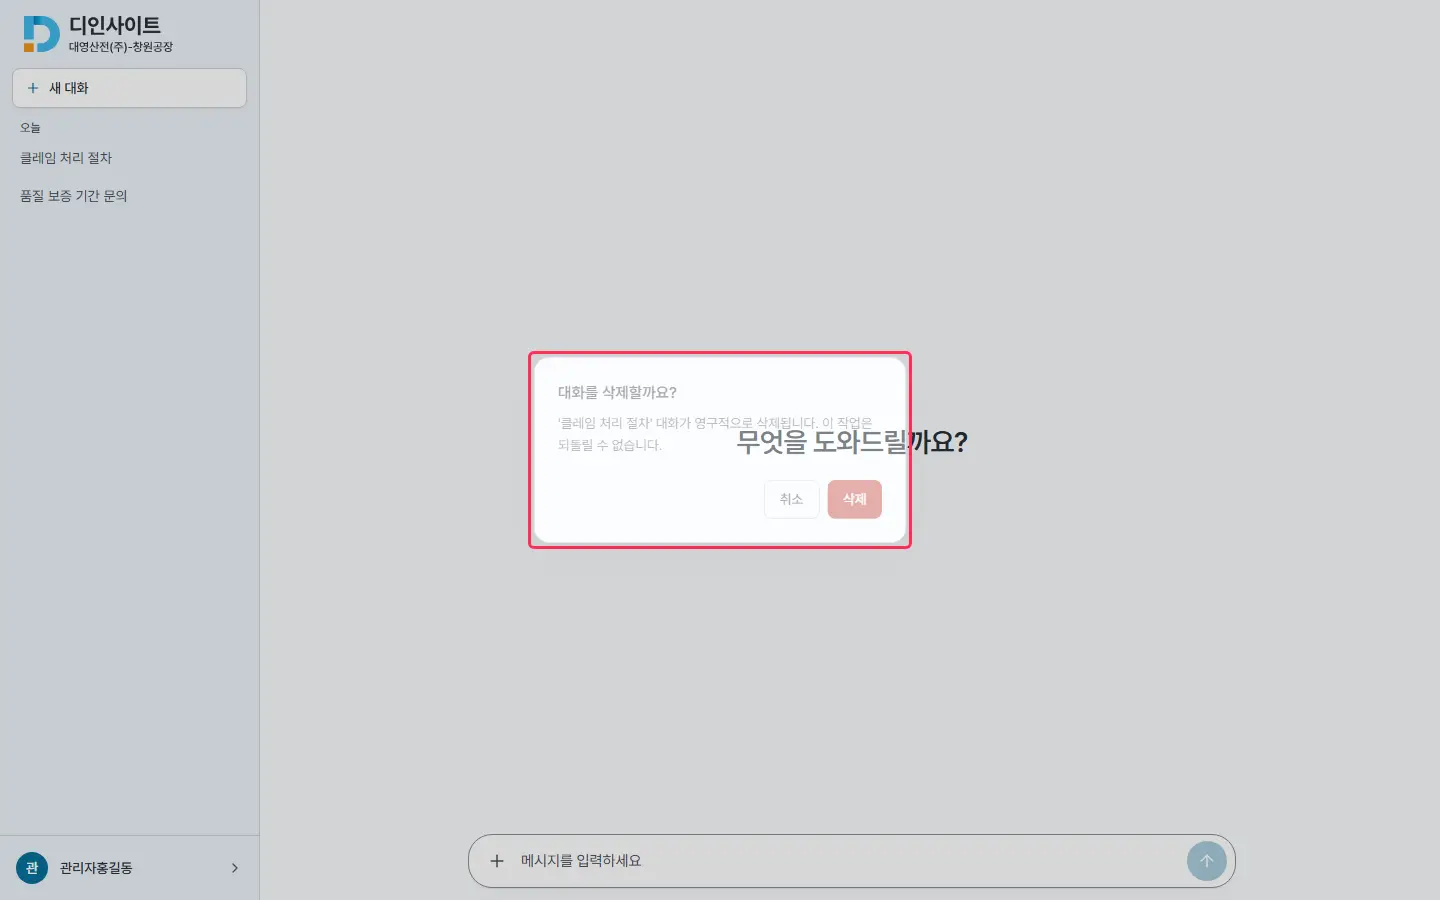 디인사이트
대영산전(주)-창원공장
새 대화
오늘
클레임 처리 절차
품질 보증 기간 문의
대화를 삭제할까요?
'클레임 처리 절차' 대화가 영구적으로 삭제됩니다. 이 작업은
되돌릴 수 없습니다.
무엇을 도와드릴까요?
취소
삭제
메시지를 입력하세요
관
관리자홍길동